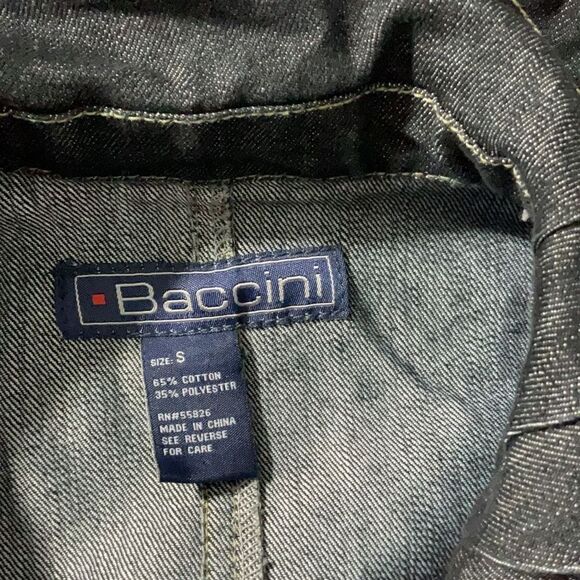 Baccini
SIZE: S
65% COTTON
35% POLYESTER
RN#55826
MADE IN CHINA
SEE REVERSE
FOR CARE